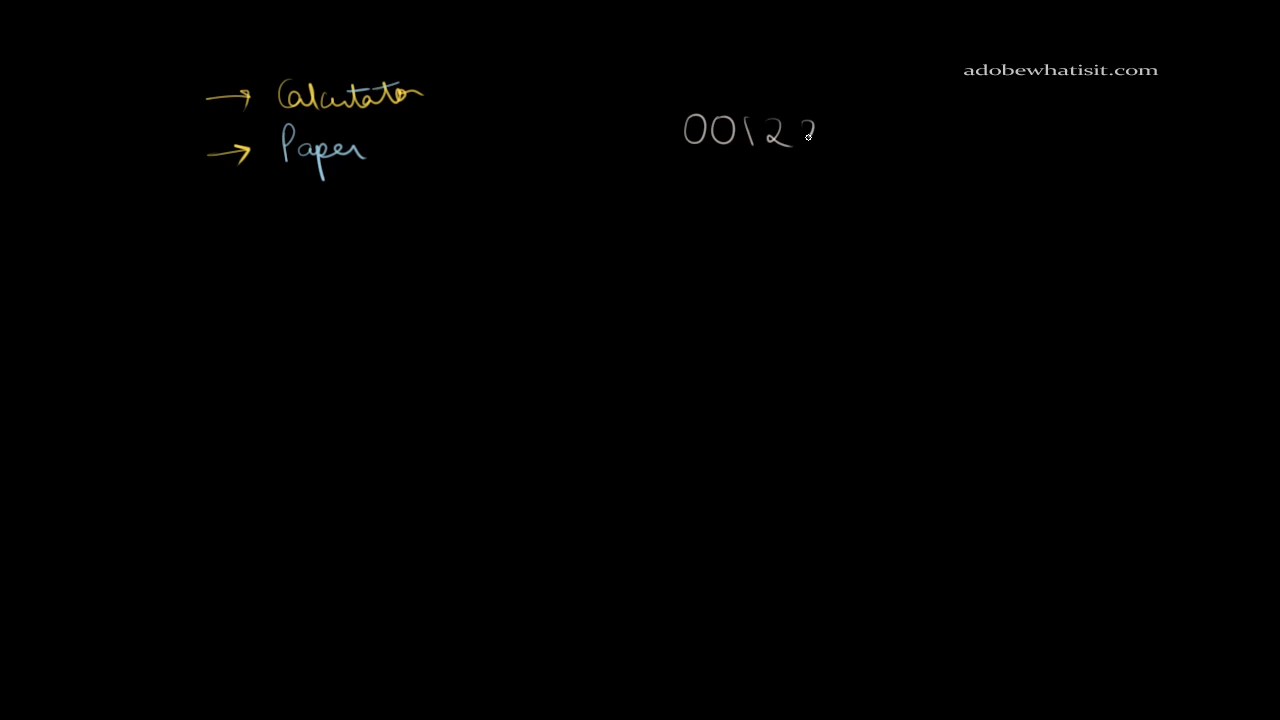 adobewhatisit.com
→ Calculator
→ Paper
0012